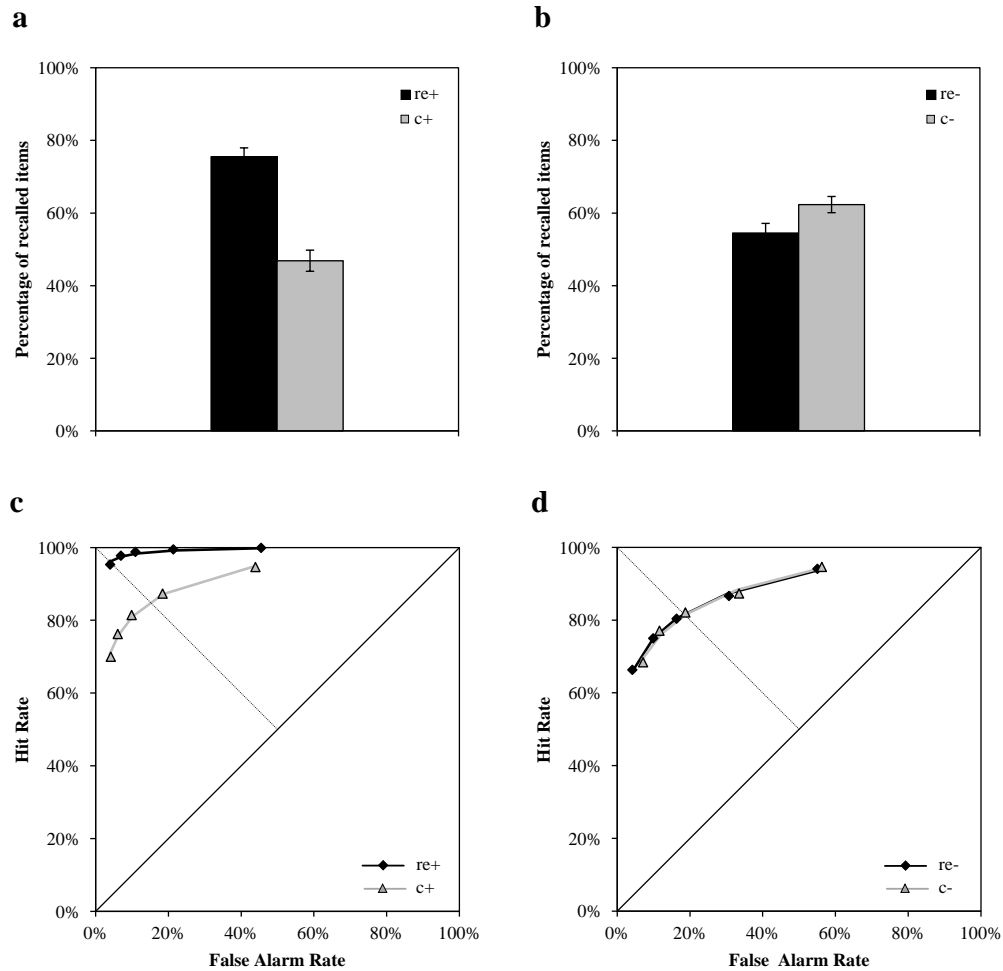 a
100%
80%
60%
40%
20%
0%
Percentage of recalled items
re+
c+
b
100%
80%
60%
40%
20%
0%
Percentage of recalled items
re-
c-
c
100%
80%
60%
40%
20%
0%
Hit Rate
re+
c+
0% 20% 40% 60% 80% 100%
False Alarm Rate
d
100%
80%
60%
40%
20%
0%
Hit Rate
re-
c-
0% 20% 40% 60% 80% 100%
False Alarm Rate